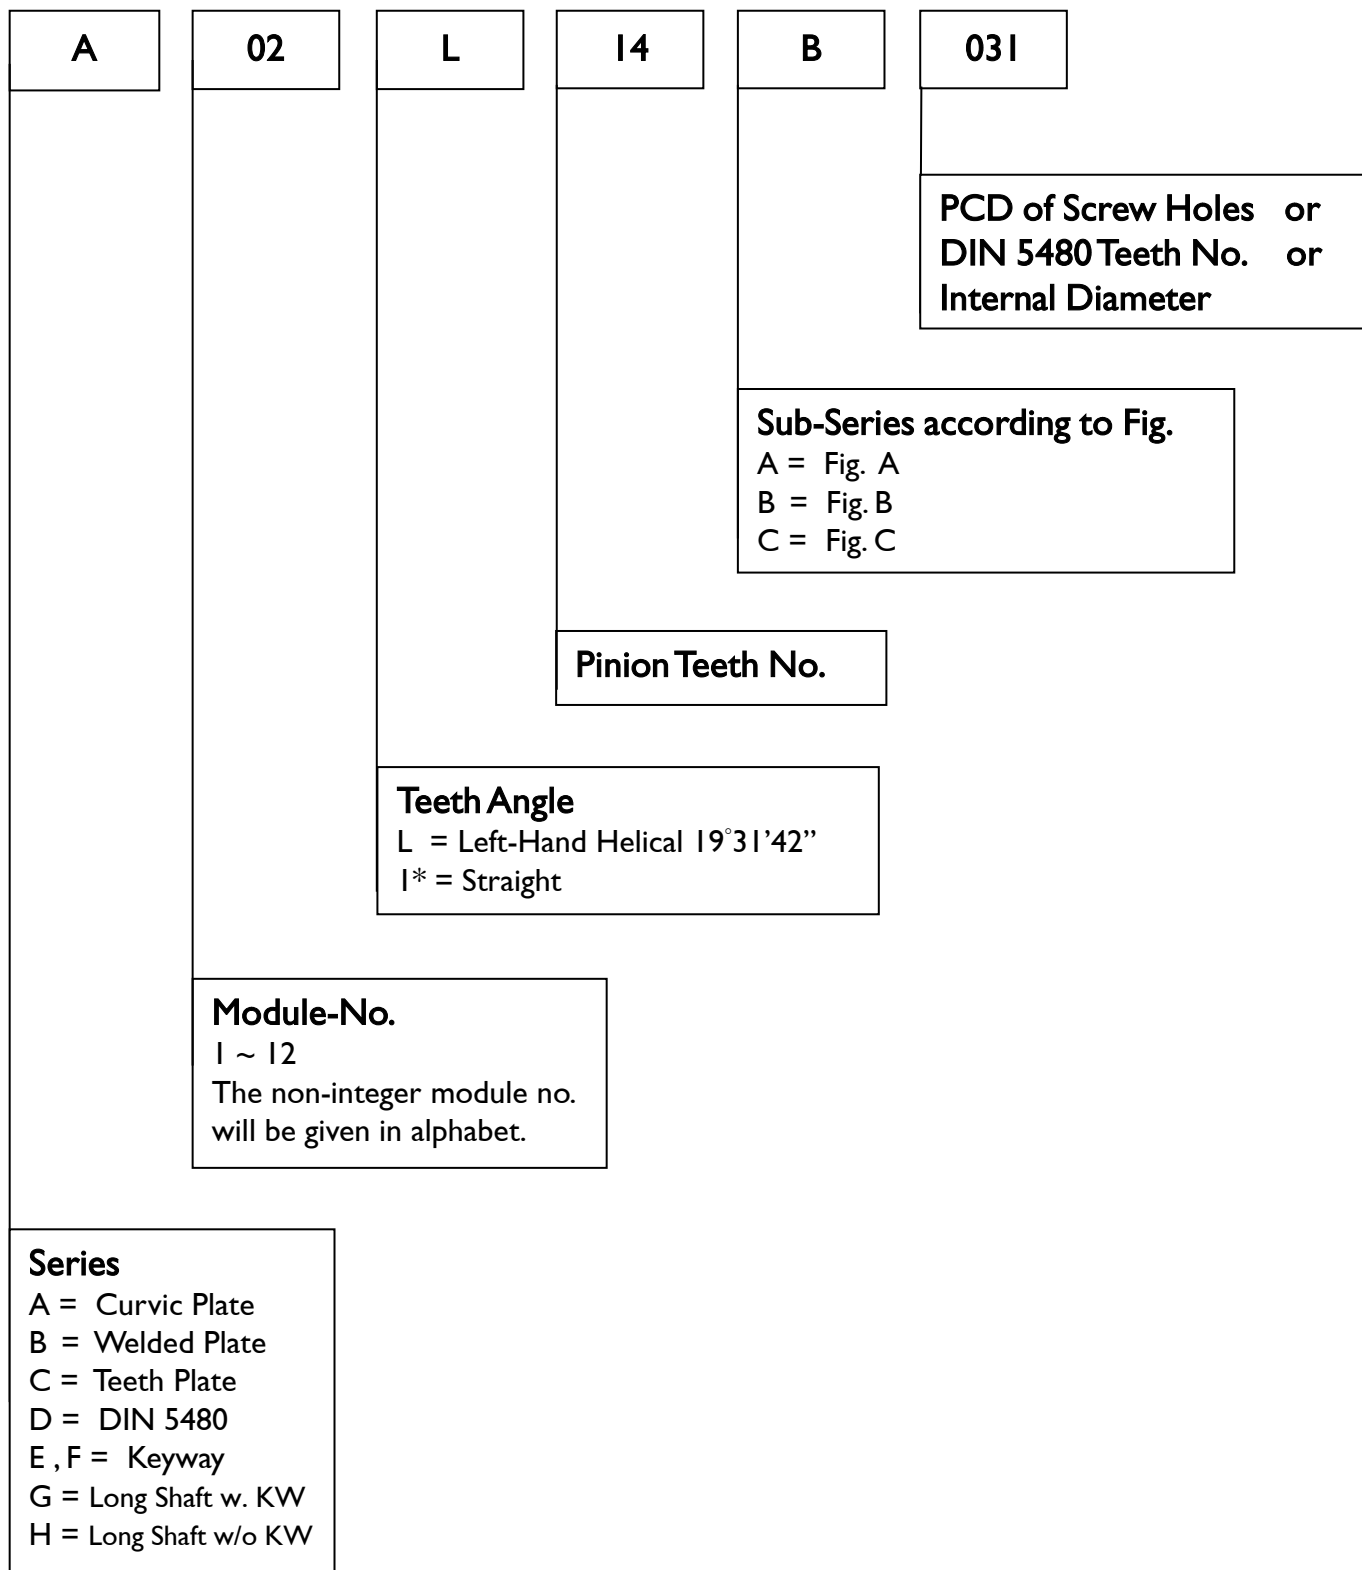 A 02 L 14 B 031
PCD of Screw Holes or
DIN 5480 Teeth No. or
Internal Diameter
Sub-Series according to Fig.
A = Fig. A
B = Fig. B
C = Fig. C
Pinion Teeth No.
Teeth Angle
L = Left-Hand Helical 19°31’42”
1* = Straight
Module-No.
1 ~ 12
The non-integer module no.
will be given in alphabet.
Series
A = Curvic Plate
B = Welded Plate
C = Teeth Plate
D = DIN 5480
E , F = Keyway
G = Long Shaft w. KW
H = Long Shaft w/o KW